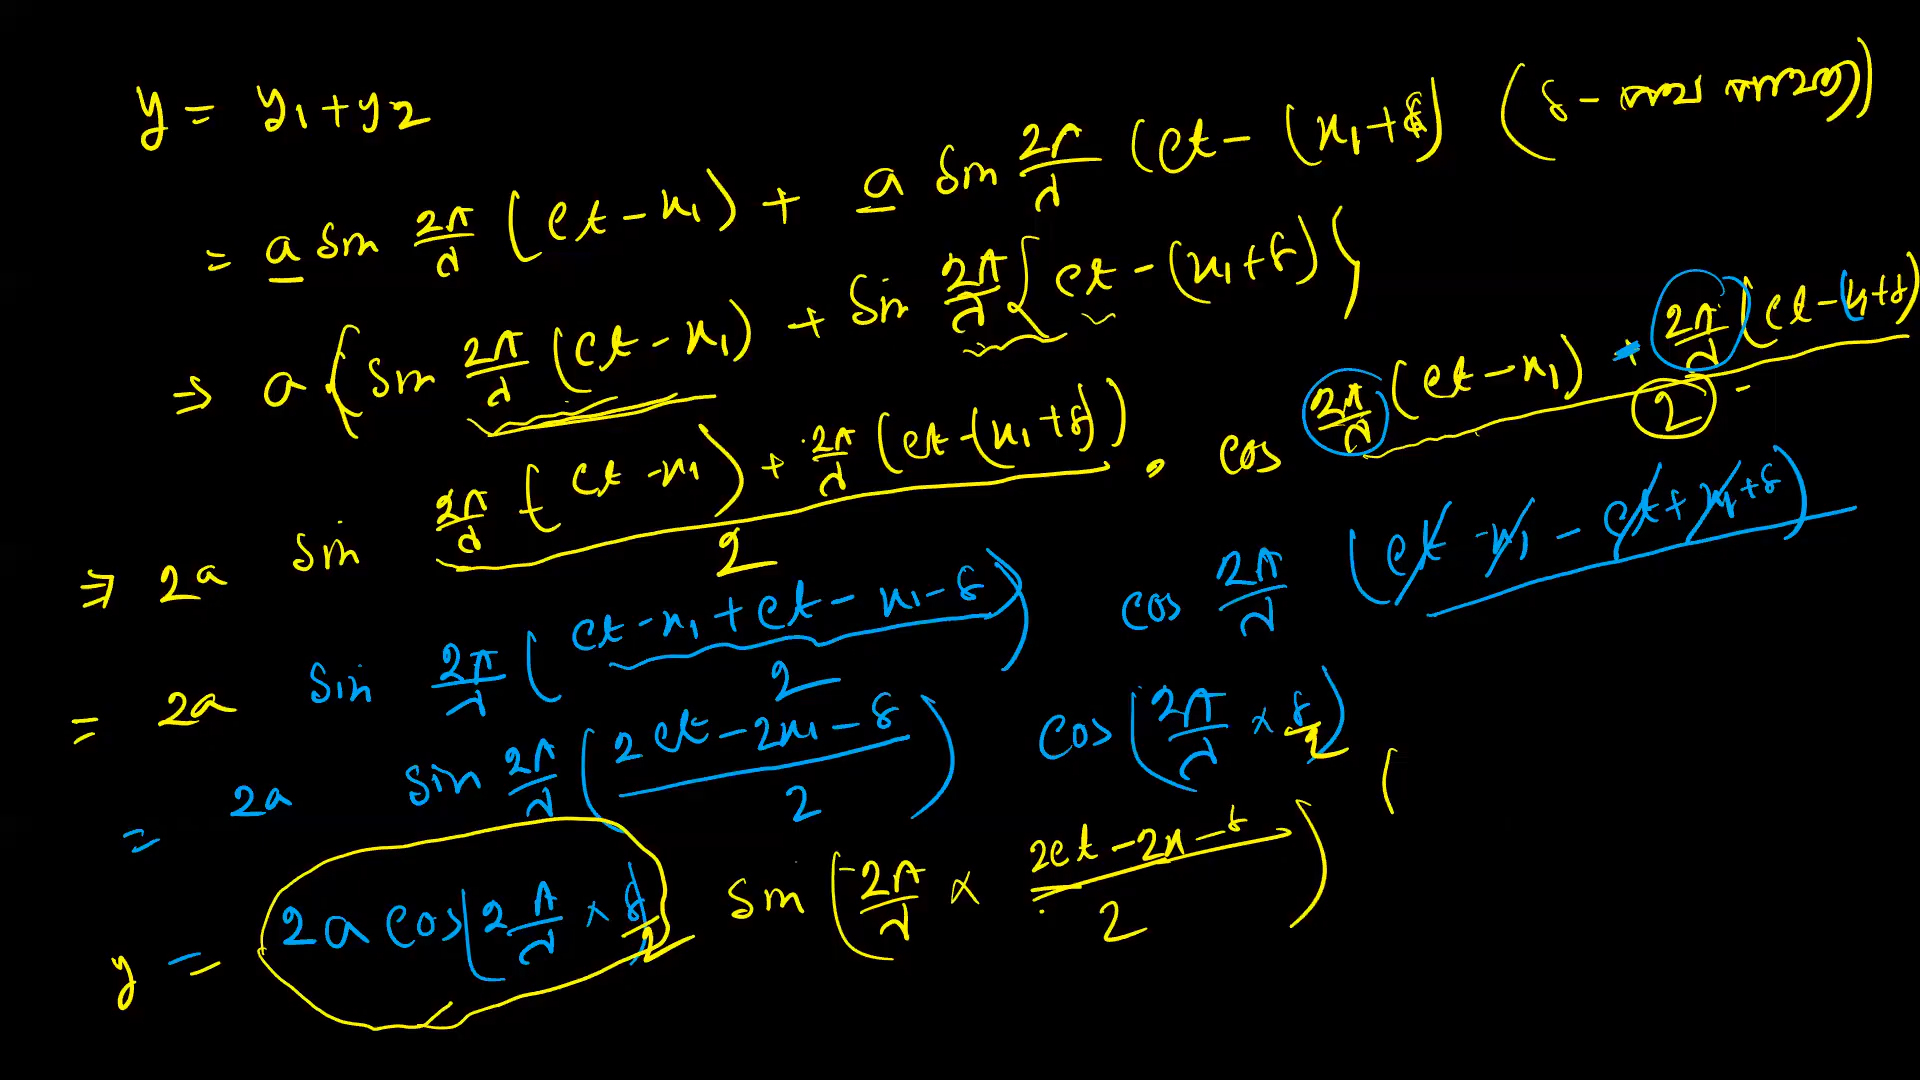 y = y₁+y₂
= a sin 2π/λ (ct-x₁) + a sin 2π/λ (ct-(x₁+δ) (δ-
⇒ a { sin 2π/λ (ct-x₁) + sin 2π/λ { ct-(x₁+δ) }
⇒ 2a sin 2π/λ (ct-x₁) + 2π/λ (ct-(x₁+δ)) / 2 , cos 2π/λ (ct-x₁) - 2π/λ (ct-(x₁+δ) / 2
= 2a sin 2π/λ (ct-x₁+ct-x₁-δ / 2) cos 2π/λ (ct-x₁-ct+x₁+δ)
= 2a sin 2π/λ (2ct-2x₁-δ / 2) cos (2π/λ × δ/2) (
y = 2a cos (2π/λ × δ/2) sin (2π/λ × 2ct-2x-δ / 2)